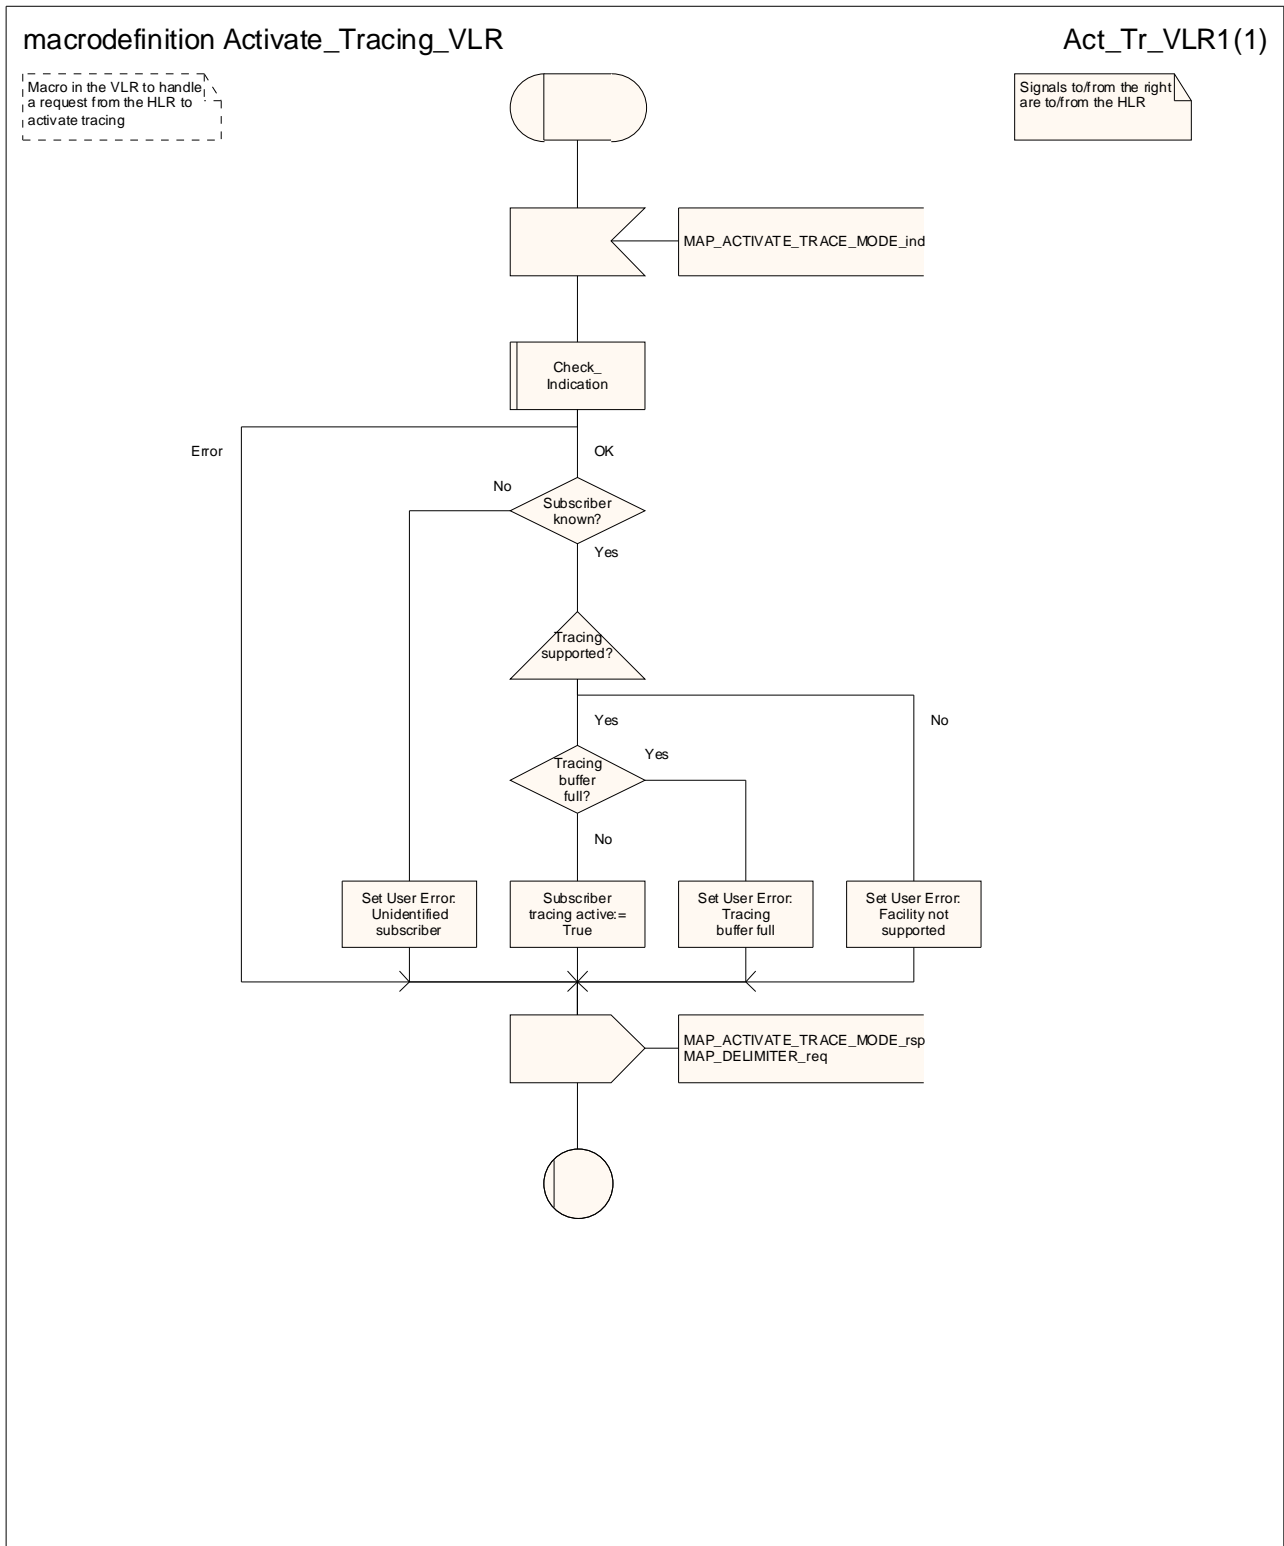 macrodefinition Activate_Tracing_VLR
Act_Tr_VLR1(1)
Macro in the VLR to handle
a request from the HLR to
activate tracing
Signals to/from the right
are to/from the HLR
MAP_ACTIVATE_TRACE_MODE_ind
Check_
Indication
Error
OK
No
Subscriber
known?
Yes
Tracing
supported?
Yes
No
Yes
Tracing
buffer
full?
No
Set User Error:
Unidentified
subscriber
Subscriber
tracing active:=
True
Set User Error:
Tracing
buffer full
Set User Error:
Facility not
supported
MAP_ACTIVATE_TRACE_MODE_rsp
MAP_DELIMITER_req